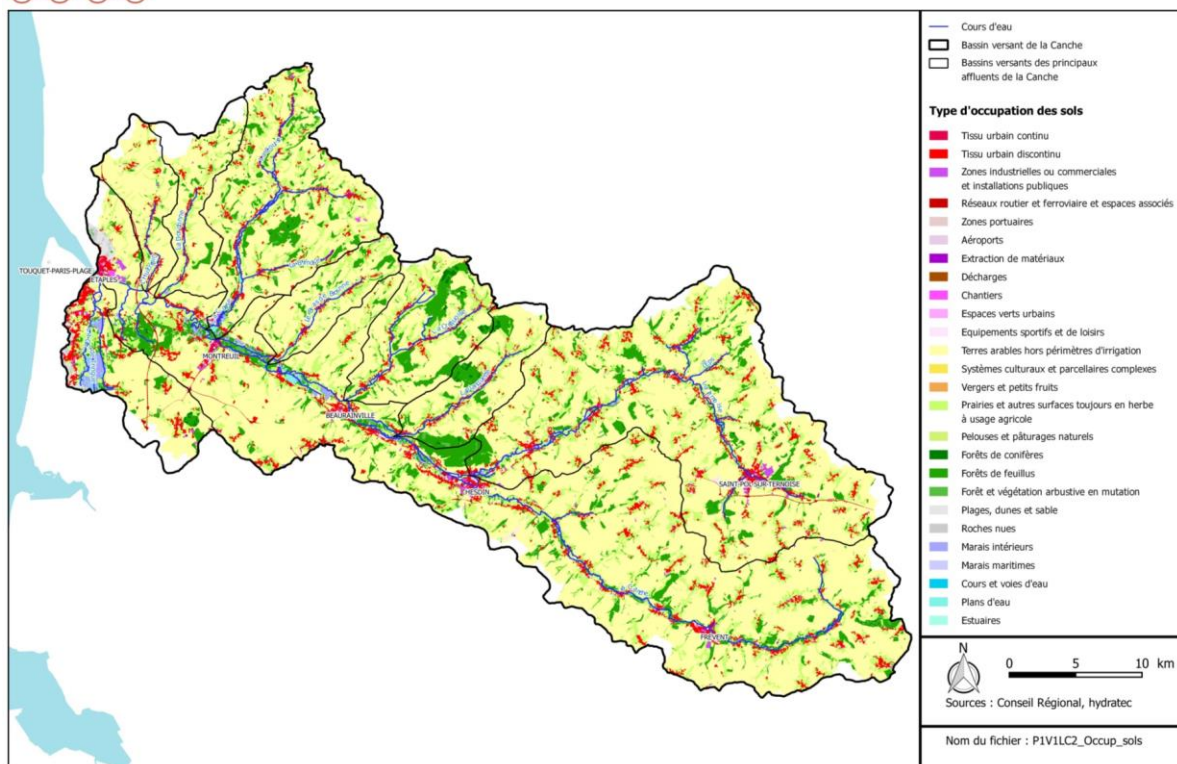 Cours d'eau
Bassin versant de la Canche
Bassins versants des principaux
affluents de la Canche
Type d'occupation des sols
Tissu urbain continu
Tissu urbain discontinu
Zones industrielles ou commerciales
et installations publiques
Réseaux routier et ferroviaire et espaces associés
Zones portuaires
Aéroports
Extraction de matériaux
Décharges
Chantiers
Espaces verts urbains
Equipements sportifs et de loisirs
Terres arables hors périmètres d'irrigation
Systèmes culturaux et parcellaires complexes
Vergers et petits fruits
Prairies et autres surfaces toujours en herbe
à usage agricole
Pelouses et pâturages naturels
Forêts de conifères
Forêts de feuillus
Forêt et végétation arbustive en mutation
Plages, dunes et sable
Roches nues
Marais intérieurs
Marais maritimes
Cours et voies d'eau
Plans d'eau
Estuaires
N
0 5 10 km
Sources : Conseil Régional, hydratec
Nom du fichier : P1V1LC2_Occup_sols
TOUQUET-PARIS-PLAGE
ETAPLES
MONTREUIL
BEAURAINVILLE
HESDIN
SAINT-POL-SUR-TERNOISE
FREVENT